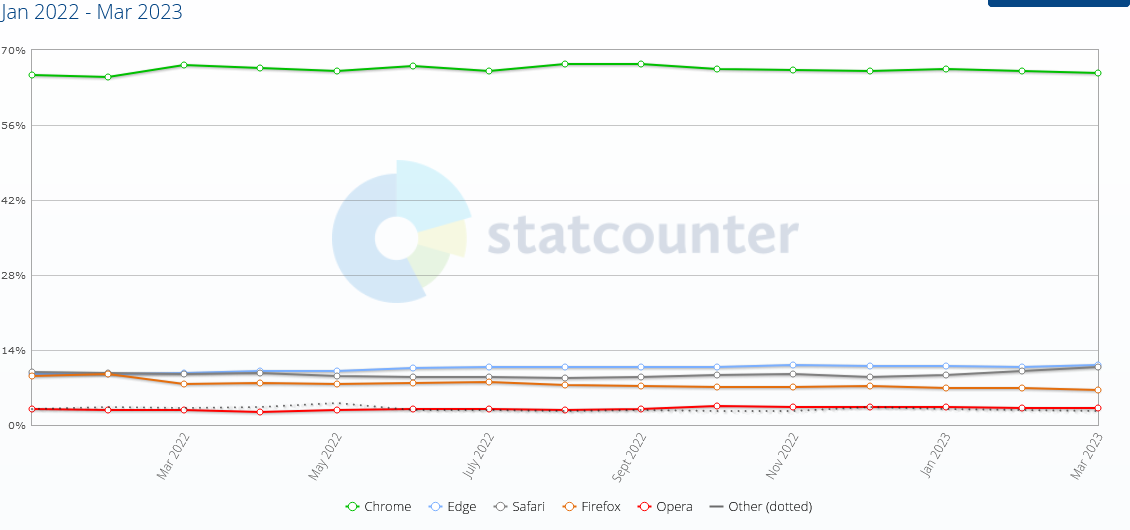 Jan 2022 - Mar 2023
70%
56%
42%
28%
14%
0%
statcounter
Mar 2022
May 2022
July 2022
Sept 2022
Nov 2022
Jan 2023
Mar 2023
Chrome Edge Safari Firefox Opera Other (dotted)